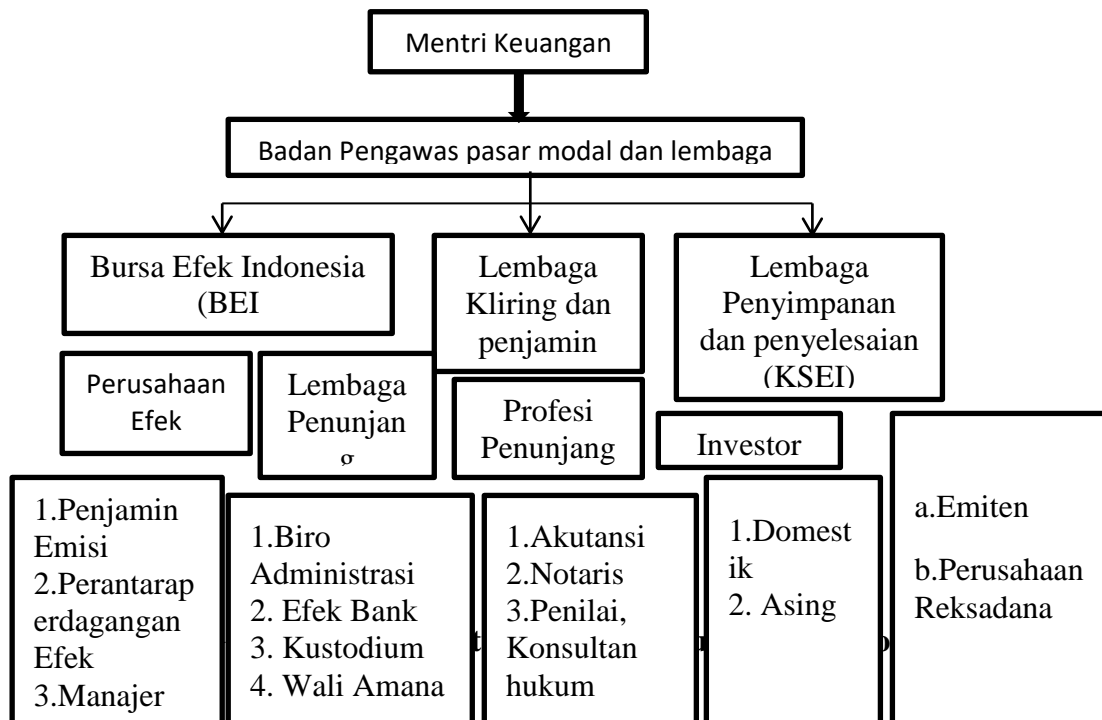 Mentri Keuangan
Badan Pengawas pasar modal dan lembaga
Bursa Efek Indonesia
(BEI
Lembaga
Kliring dan
penjamin
Lembaga
Penyimpanan
dan penyelesaian
(KSEI)
Perusahaan
Efek
Lembaga
Penunjan
g
Profesi
Penunjang
Investor
1.Penjamin
Emisi
2.Perantarap
erdagangan
Efek
3.Manajer
1.Biro
Administrasi
2. Efek Bank
3. Kustodium
4. Wali Amana
1.Akutansi
2.Notaris
3.Penilai,
Konsultan
hukum
1.Domest
ik
2. Asing
a.Emiten
b.Perusahaan
Reksadana